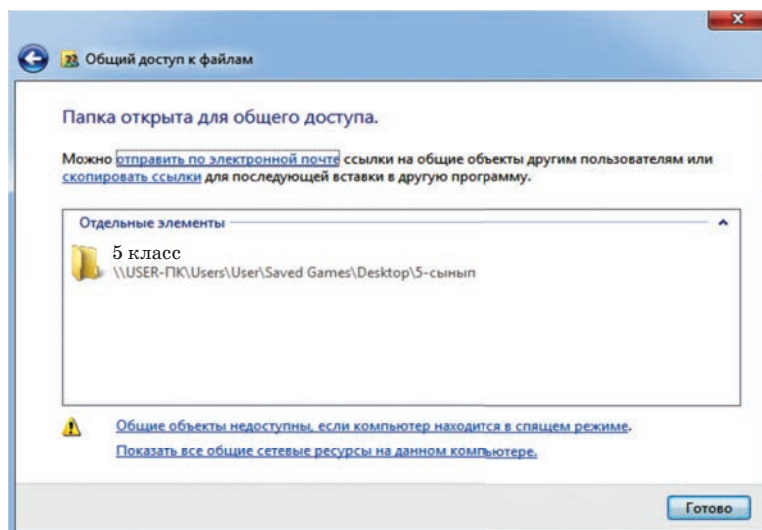 Общий доступ к файлам
Папка открыта для общего доступа.
Можно отправить по электронной почте ссылки на общие объекты другим пользователям или
скопировать ссылки для последующей вставки в другую программу.
Отдельные элементы
5 класс
\\USER-ПК\Users\User\Saved Games\Desktop\5-сынып
Общие объекты недоступны, если компьютер находится в спящем режиме.
Показать все общие сетевые ресурсы на данном компьютере.
Готово